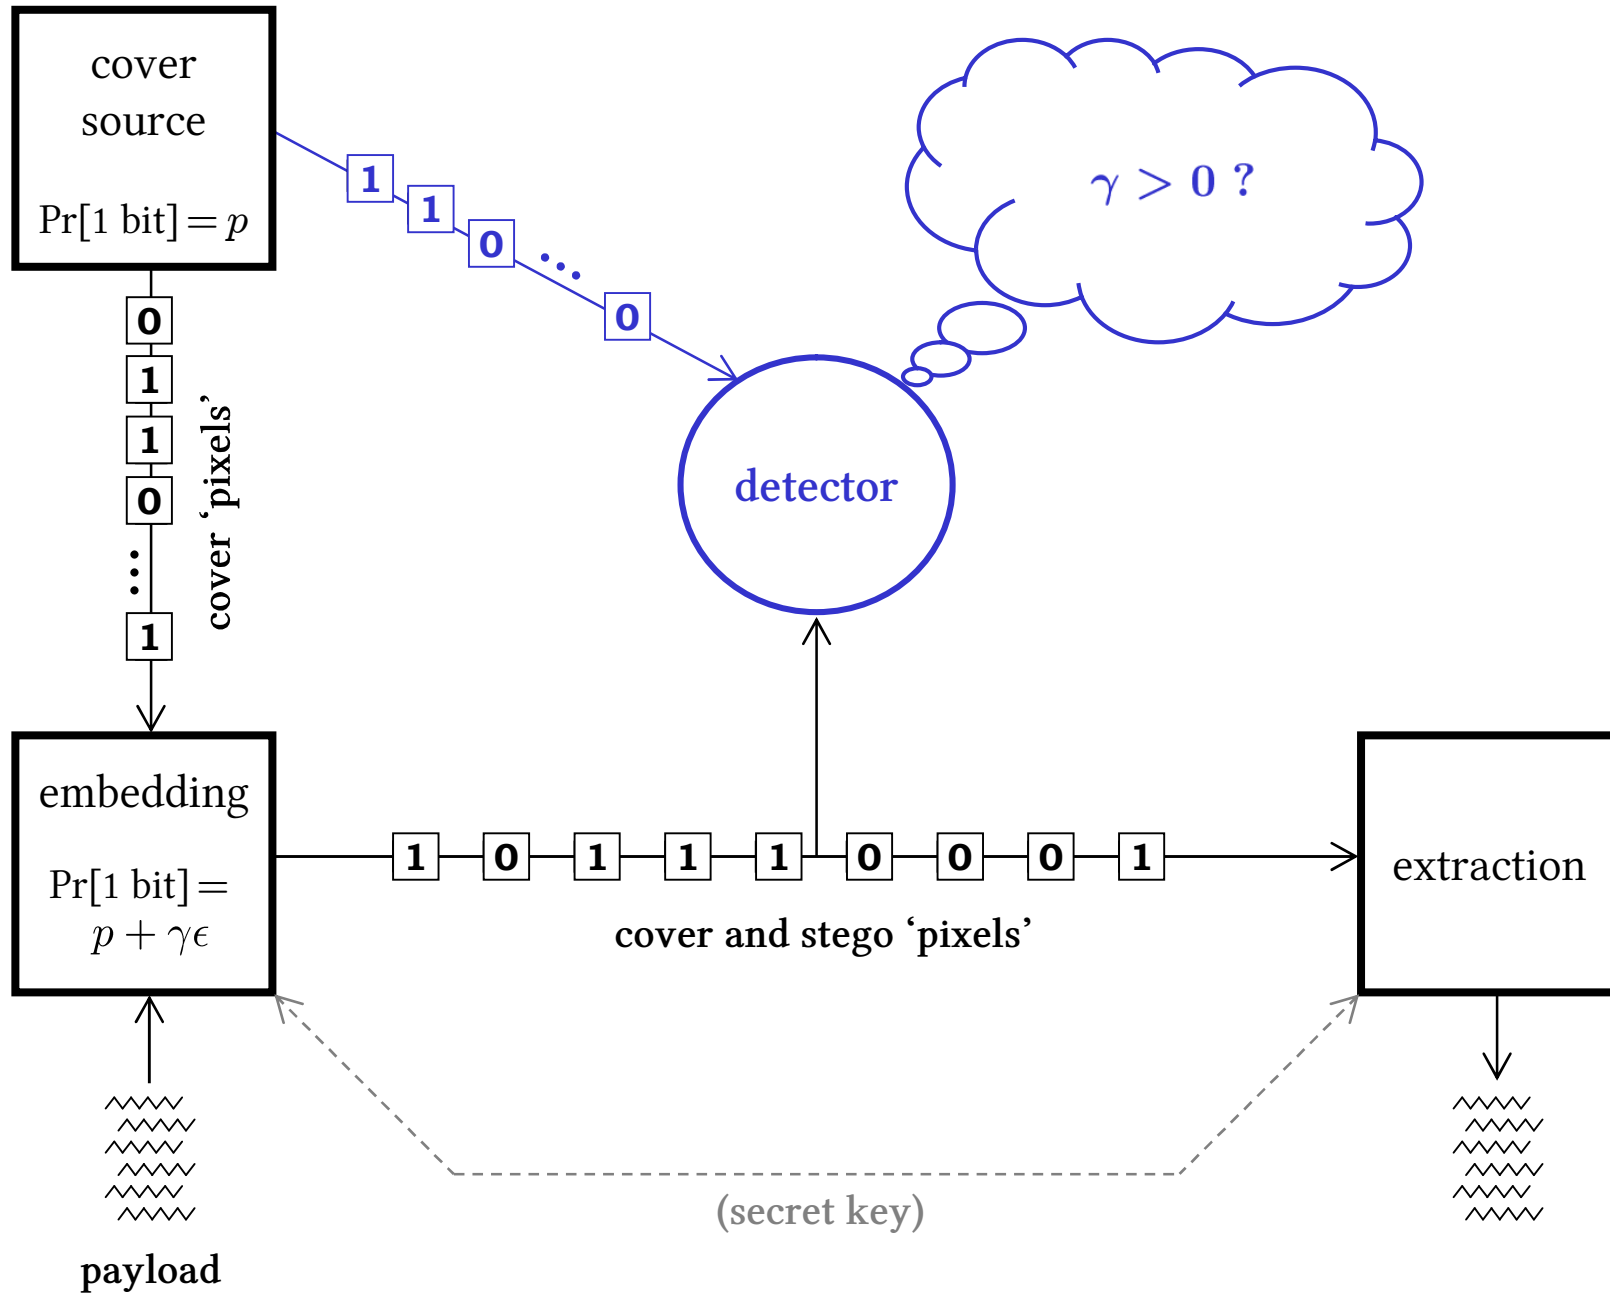 cover
source
Pr[1 bit] = p
1
1
0
...
0
γ > 0 ?
0
1
1
0
...
1
cover ‘pixels’
detector
embedding
Pr[1 bit] =
p + γϵ
1 0 1 1 1 0 0 0 1
cover and stego ‘pixels’
extraction
(secret key)
payload